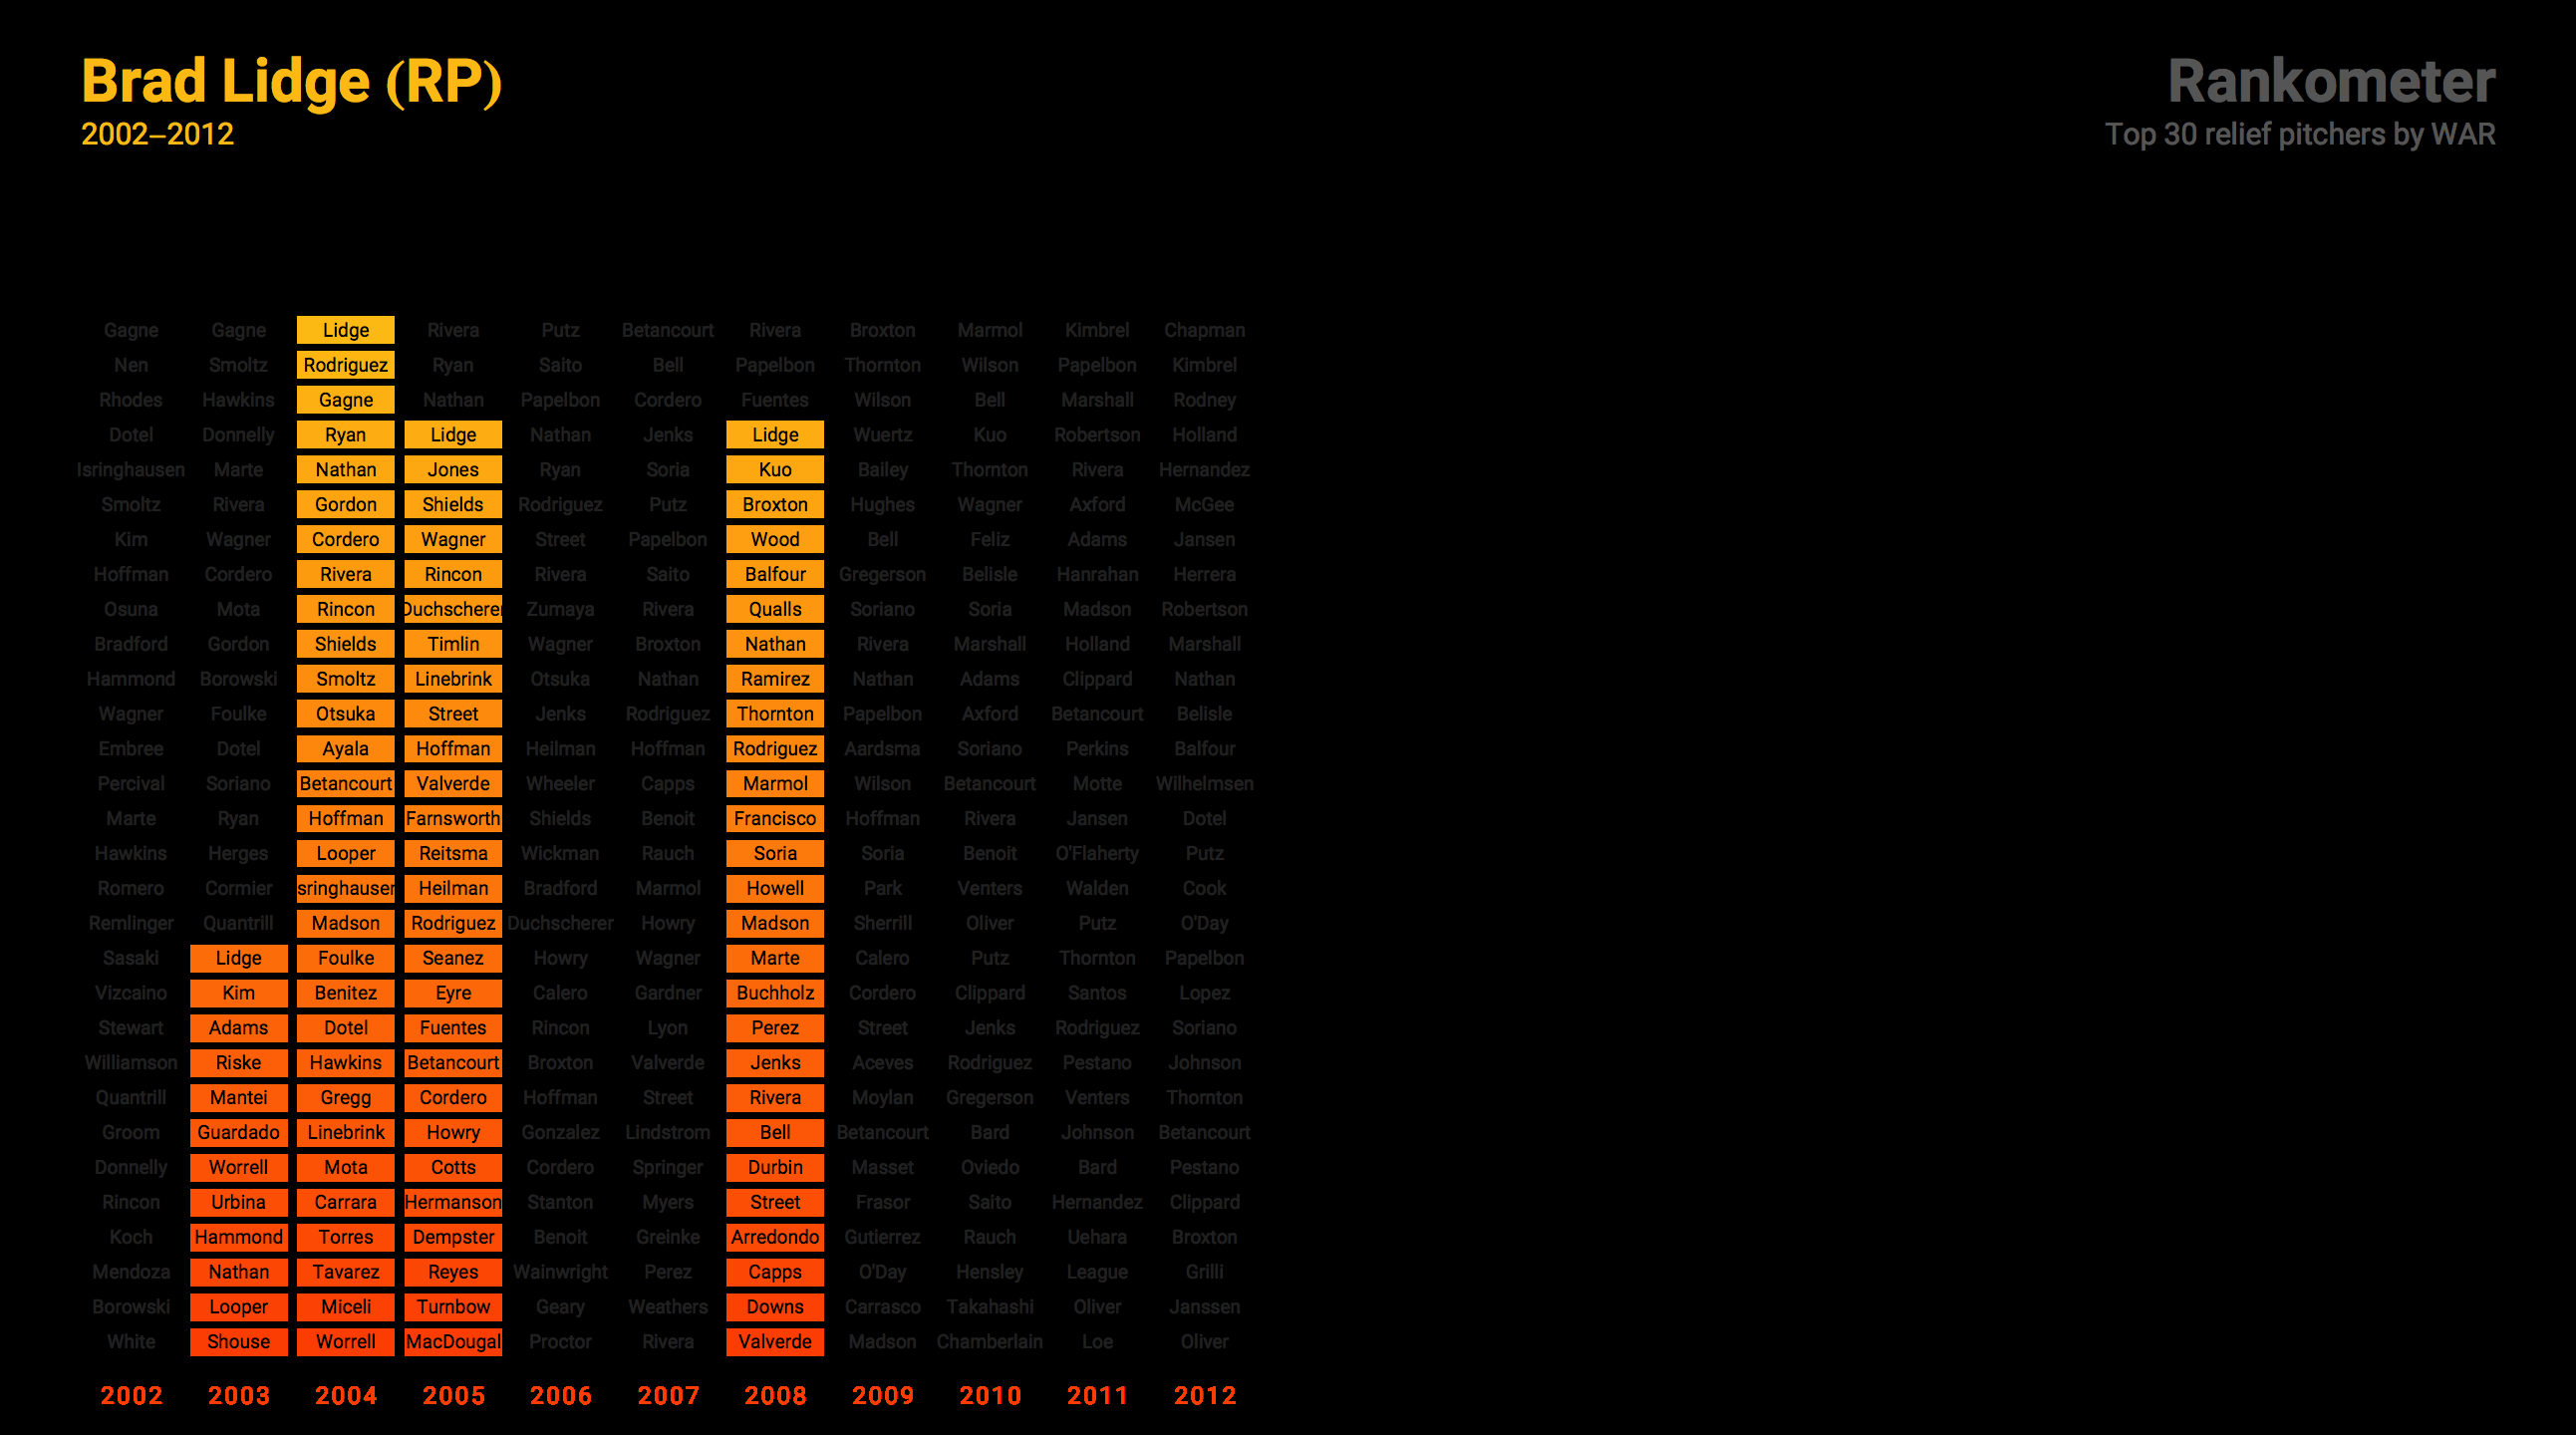 Brad Lidge (RP)
2002–2012
Rankometer
Top 30 relief pitchers by WAR
Gagne Gagne Lidge Rivera Putz Betancourt Rivera Broxton Marmol Kimbrel Chapman
Nen Smoltz Rodriguez Ryan Saito Bell Papelbon Thornton Wilson Papelbon Kimbrel
Rhodes Hawkins Gagne Nathan Papelbon Cordero Fuentes Wilson Bell Marshall Rodney
Dotel Donnelly Ryan Lidge Nathan Jenks Lidge Wuertz Kuo Robertson Holland
Isringhausen Marte Nathan Jones Ryan Soria Kuo Bailey Thornton Rivera Hernandez
Smoltz Rivera Gordon Shields Rodriguez Putz Broxton Hughes Wagner Axford McGee
Kim Wagner Cordero Wagner Street Papelbon Wood Bell Feliz Adams Jansen
Hoffman Cordero Rivera Rincon Rivera Saito Balfour Gregerson Belisle Hanrahan Herrera
Osuna Mota Rincon Duchscherer Zumaya Rivera Qualls Soriano Soria Madson Robertson
Bradford Gordon Shields Timlin Wagner Broxton Nathan Rivera Marshall Holland Marshall
Hammond Borowski Smoltz Linebrink Otsuka Nathan Ramirez Nathan Adams Clippard Nathan
Wagner Foulke Otsuka Street Jenks Rodriguez Thornton Papelbon Axford Betancourt Belisle
Embree Dotel Ayala Hoffman Heilman Hoffman Rodriguez Aardsma Soriano Perkins Balfour
Percival Soriano Betancourt Valverde Wheeler Capps Marmol Wilson Betancourt Motte Wilhelmsen
Marte Ryan Hoffman Farnsworth Shields Benoit Francisco Hoffman Rivera Jansen Dotel
Hawkins Herges Looper Reitsma Wickman Rauch Soria Soria Benoit O'Flaherty Putz
Romero Cormier sringhausen Heilman Bradford Marmol Howell Park Venters Walden Cook
Remlinger Quantrill Madson Rodriguez Duchscherer Howry Madson Sherrill Oliver Putz O'Day
Sasaki Lidge Foulke Seanez Howry Wagner Marte Calero Putz Thornton Papelbon
Vizcaino Kim Benitez Eyre Calero Gardner Buchholz Cordero Clippard Santos Lopez
Stewart Adams Dotel Fuentes Rincon Lyon Perez Street Jenks Rodriguez Soriano
Williamson Riske Hawkins Betancourt Broxton Valverde Jenks Aceves Rodriguez Pestano Johnson
Quantrill Mantei Gregg Cordero Hoffman Street Rivera Moylan Gregerson Venters Thornton
Groom Guardado Linebrink Howry Gonzalez Lindstrom Bell Betancourt Bard Johnson Betancourt
Donnelly Worrell Mota Cotts Cordero Springer Durbin Masset Oviedo Bard Pestano
Rincon Urbina Carrara Hermanson Stanton Myers Street Frasor Saito Hernandez Clippard
Koch Hammond Torres Dempster Benoit Greinke Arredondo Gutierrez Rauch Uehara Broxton
Mendoza Nathan Tavarez Reyes Wainwright Perez Capps O'Day Hensley League Grilli
Borowski Looper Miceli Turnbow Geary Weathers Downs Carrasco Takahashi Oliver Janssen
White Shouse Worrell MacDougal Proctor Rivera Valverde Madson Chamberlain Loe Oliver
2002 2003 2004 2005 2006 2007 2008 2009 2010 2011 2012